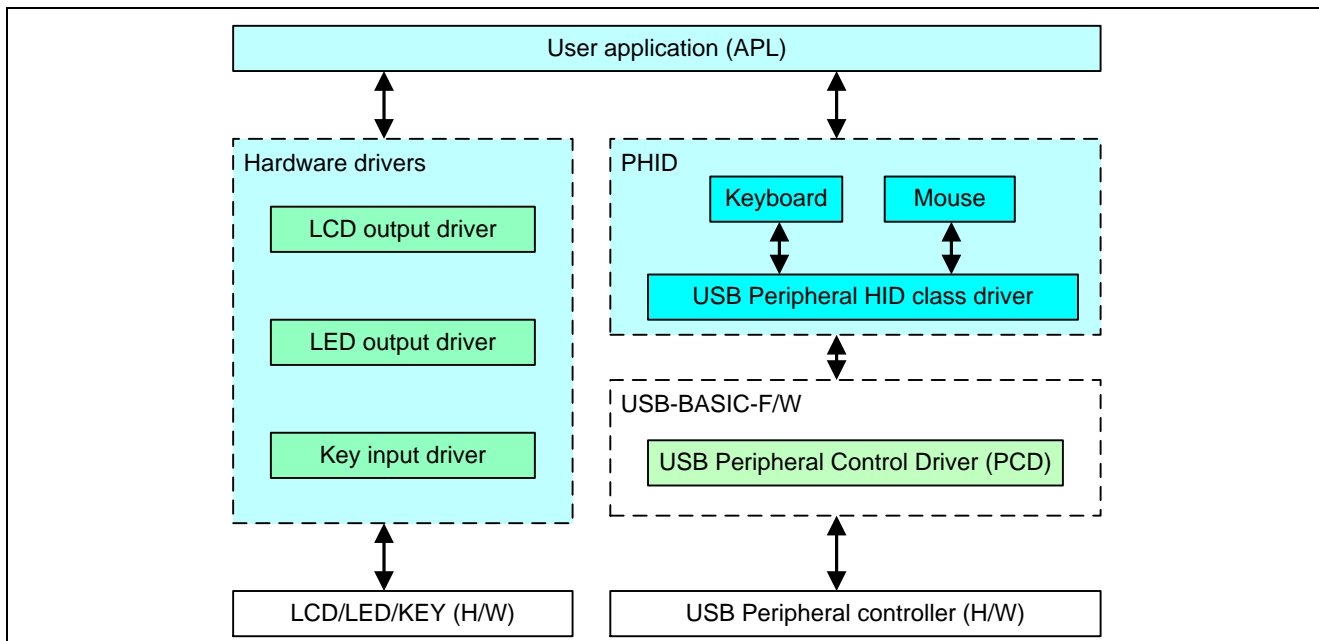 User application (APL)
Hardware drivers
LCD output driver
LED output driver
Key input driver
LCD/LED/KEY (H/W)
PHID
Keyboard
Mouse
USB Peripheral HID class driver
USB-BASIC-F/W
USB Peripheral Control Driver (PCD)
USB Peripheral controller (H/W)